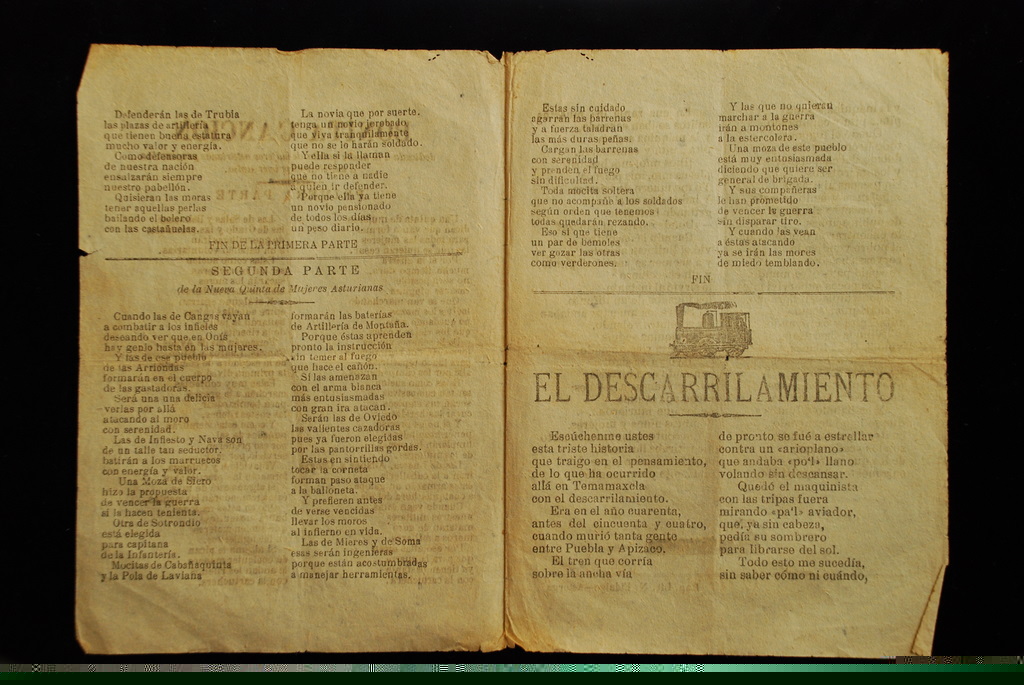 Defenderán las de Trubia
las plazas de artillería
que tienen buena estatura
mucho valor y energía.
Como defensoras
de nuestra nación
ensalzarán siempre
nuestro pabellón.
Quisieran las moras
tener aquellas perlas
bailando el bolero
con las castañuelas.
La novia que por suerte
tenga un novio jorobado
que viva tranquilamente
que no se lo harán soldado.
Y ella si la llaman
puede responder
que no tiene a nadie
a quien ir defender.
Porque ella ya tiene
un novio pensionado
de todos los días
un peso diario.
FIN DE LA PRIMERA PARTE
SEGUNDA PARTE
de la Nueva Quinta de Mujeres Asturianas
Cuando las de Cangas vayan
a combatir a los infieles
deseando ver que en Onís
hay genio hasta en las mujeres.
Y las de ese pueblo
de las Arriondas
formarán en el cuerpo
de las gastadoras.
Será una una delicia
verlas por allá
atacando al moro
con serenidad.
Las de Infiesto y Nava son
de un talle tan seductor,
batirán a los marruecos
con energía y valor.
Una Moza de Siero
hizo la propuesta
de vencer la guerra
si la hacen tenienta.
Otra de Sotrondio
está elegida
para capitana
de la Infantería.
Mocitas de Cabañaquinta
y la Pola de Laviana
formarán las baterías
de Artillería de Montaña.
Porque éstas aprenden
pronto la instrucción
sin temer al fuego
que hace el cañón.
Si las amenazan
con el arma blanca
más entusiasmadas
con gran ira atacan.
Serán las de Oviedo
las valientes cazadoras
pues ya fueron elegidas
por las pantorrillas gordas.
Estas en sintiendo
tocar la corneta
forman paso ataque
a la balloneta.
Y prefieren antes
de verse vencidas
llevar los moros
al infierno en vida.
Las de Mieres y de Soma
esas serán ingenieras
porque están acostumbradas
a manejar herramientas.
Estas sin cuidado
agarran las barrenas
y a fuerza taladran
las más duras peñas.
Cargan las barrenas
con serenidad
y prenden el fuego
sin dificultad.
Toda mocita soltera
que no acompañe a los soldados
según orden que tenemos
todas quedarán rezando.
Eso si que tiene
un par de bemoles
ver gozar las otras
como verderones.
Y las que no quieran
marchar a la guerra
irán a montones
a la estercolero.
Una moza de este pueblo
está muy entusiasmada
diciendo que quiere ser
general de brigada.
Y sus compañeras
le han prometido
de vencer la guerra
sin disparar tiro.
Y cuando las vean
a éstas atacando
ya se irán las mores
de miedo temblando.
FIN
EL DESCARRILAMIENTO
Escúchenme ustes
esta triste historia
que traigo en el pensamiento,
de lo que ha ocurrido
allá en Temamaxcla
con el descarrilamiento.
Era en el año cuarenta,
antes del cincuenta y cuatro,
cuando murió tanta gente
entre Puebla y Apizaco.
El tren que corría
sobre la ancha vía
de pronto se fué a estrellar
contra un «arioplano»
que andaba «po'l» llano
volando sin descansar.
Quedó el maquinista
con las tripas fuera
mirando «pa'l» aviador,
que, ya sin cabeza,
pedía su sombrero
para librarse del sol.
Todo esto me sucedía,
sin saber cómo ni cuándo,